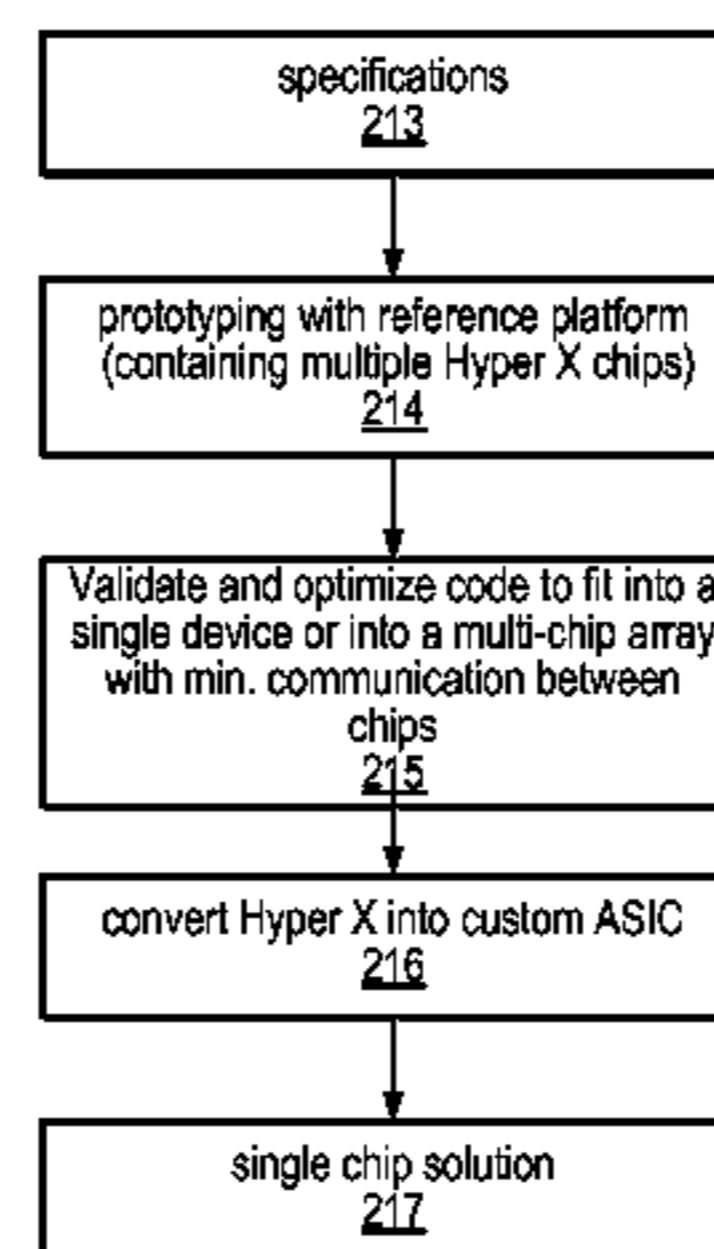 specifications
213
prototyping with reference platform
(containing multiple Hyper X chips)
214
Validate and optimize code to fit into a
single device or into a multi-chip array
with min. communication between
chips
215
convert Hyper X into custom ASIC
216
single chip solution
217